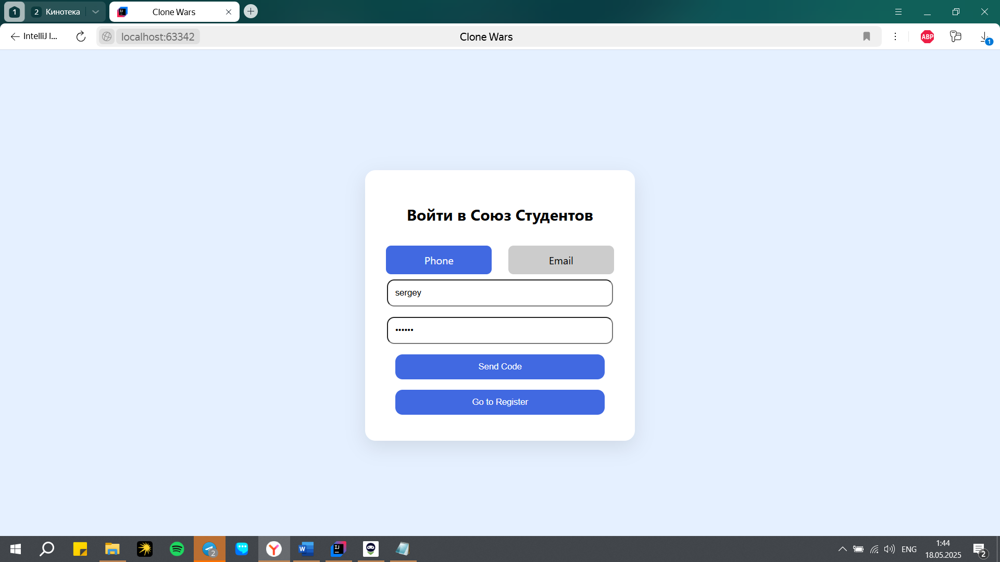 1
2 Кинотека
Clone Wars
IntelliJ I...
localhost:63342
Clone Wars
ABP
1
Войти в Союз Студентов
Phone
Email
sergey
••••••
Send Code
Go to Register
2
W
IJ
ENG
1:44
18.05.2025
2